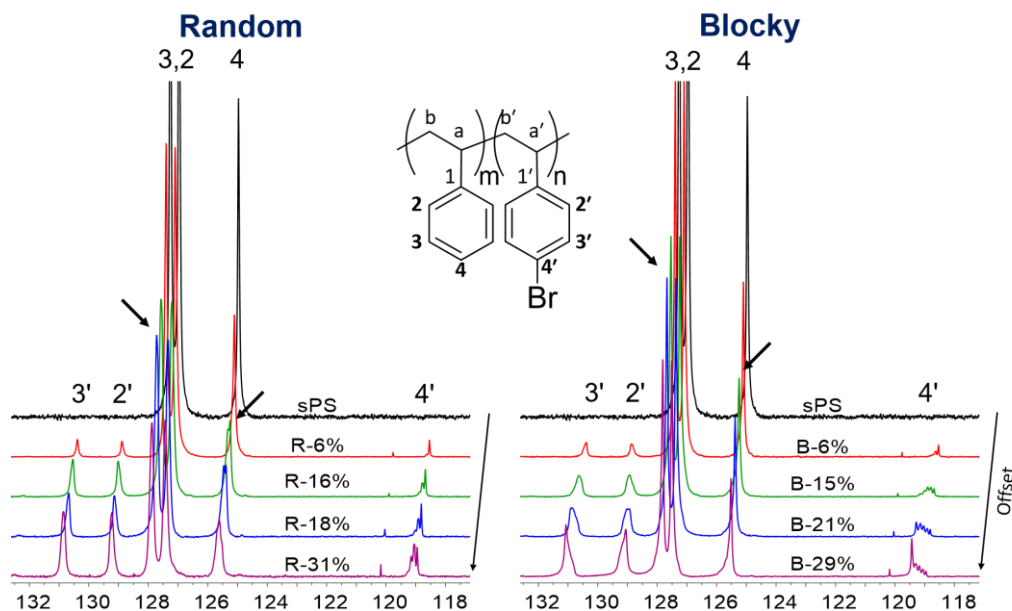 Random
Blocky
3,2
4
3,2
4
b
a
b′
a′
1
m
1′
n
2
2′
3
3′
4
4′
Br
3'
2'
sPS
4'
3'
2'
sPS
4'
R-6%
B-6%
R-16%
B-15%
R-18%
B-21%
R-31%
B-29%
Offset
132 130 128 126 124 122 120 118
132 130 128 126 124 122 120 118